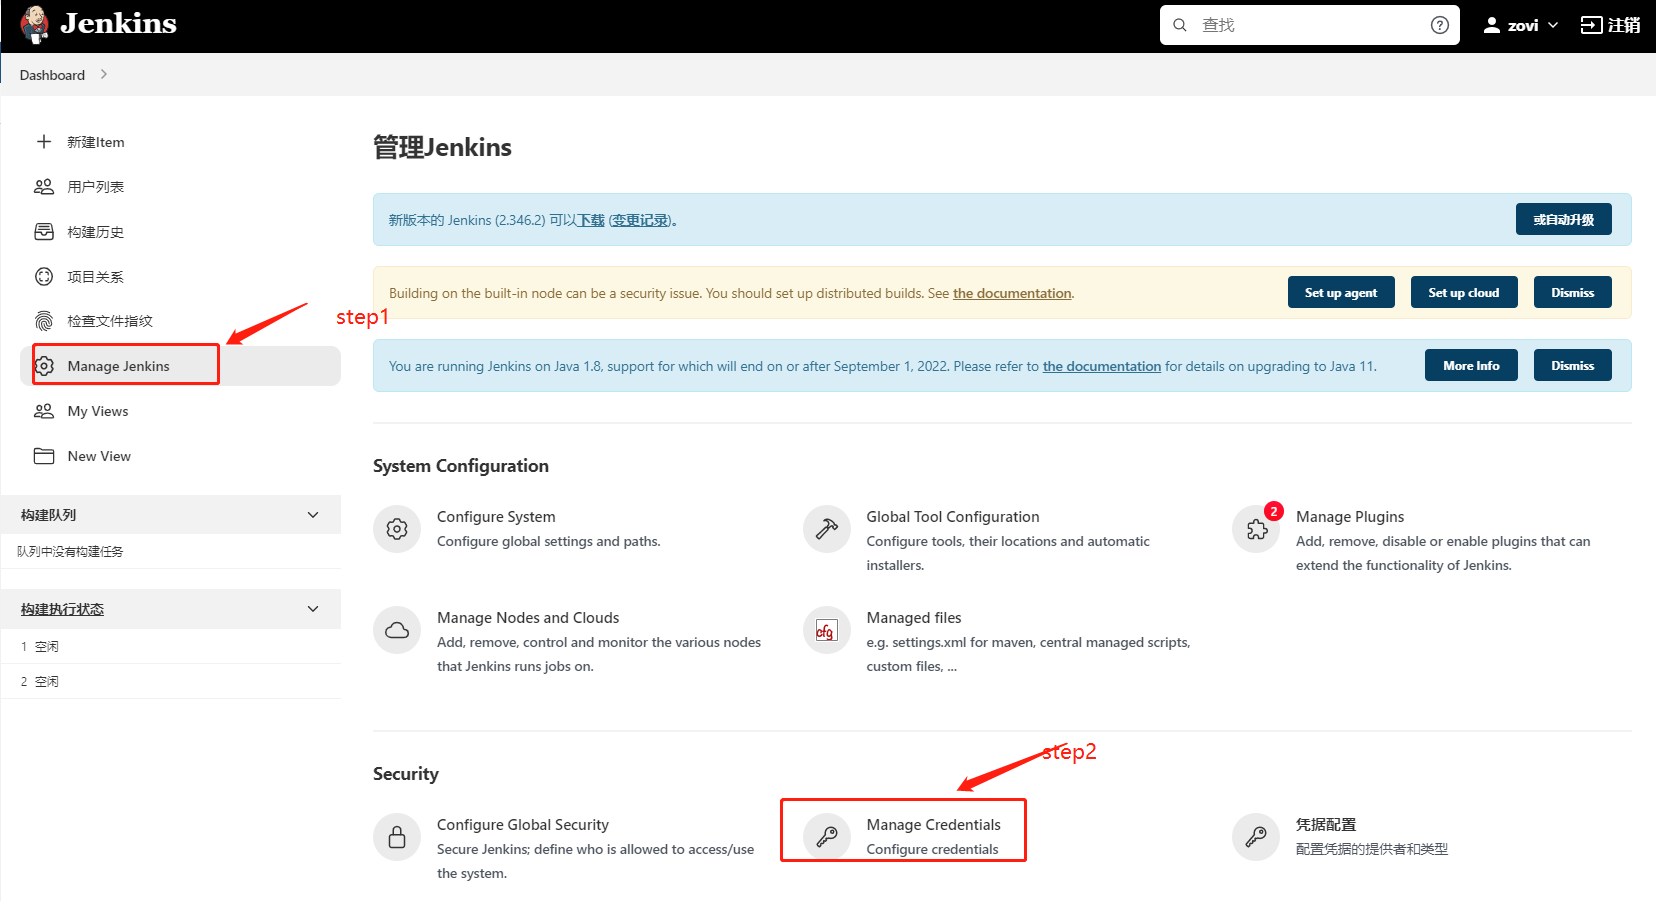 Jenkins
查找
zovi
注销
Dashboard
新建Item
用户列表
构建历史
项目关系
检查文件指纹
Manage Jenkins
My Views
New View
构建队列
队列中没有构建任务
构建执行状态
1 空闲
2 空闲
step1
管理Jenkins
新版本的 Jenkins (2.346.2) 可以下载 (变更记录)。
或自动升级
Building on the built-in node can be a security issue. You should set up distributed builds. See the documentation.
Set up agent
Set up cloud
Dismiss
You are running Jenkins on Java 1.8, support for which will end on or after September 1, 2022. Please refer to the documentation for details on upgrading to Java 11.
More Info
Dismiss
System Configuration
Configure System
Configure global settings and paths.
Global Tool Configuration
Configure tools, their locations and automatic
installers.
2
Manage Plugins
Add, remove, disable or enable plugins that can
extend the functionality of Jenkins.
Manage Nodes and Clouds
Add, remove, control and monitor the various nodes
that Jenkins runs jobs on.
cfg
Managed files
e.g. settings.xml for maven, central managed scripts,
custom files, ...
step2
Security
Configure Global Security
Secure Jenkins; define who is allowed to access/use
the system.
Manage Credentials
Configure credentials
凭据配置
配置凭据的提供者和类型